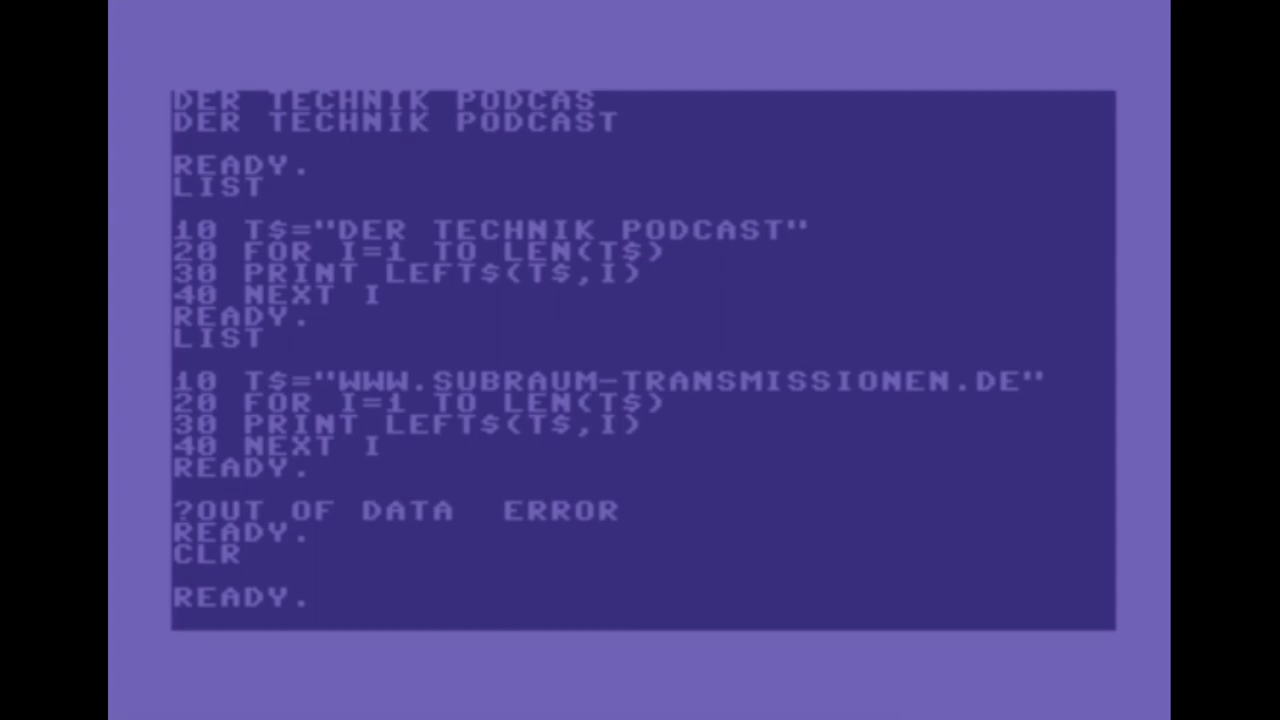 DER TECHNIK PODCAS
DER TECHNIK PODCAST
READY.
LIST
10 T$="DER TECHNIK PODCAST"
20 FOR I=1 TO LEN(T$)
30 PRINT LEFT$(T$,I)
40 NEXT I
READY.
LIST
10 T$="WWW.SUBRAUM-TRANSMISSIONEN.DE"
20 FOR I=1 TO LEN(T$)
30 PRINT LEFT$(T$,I)
40 NEXT I
READY.
?OUT OF DATA  ERROR
READY.
CLR
READY.